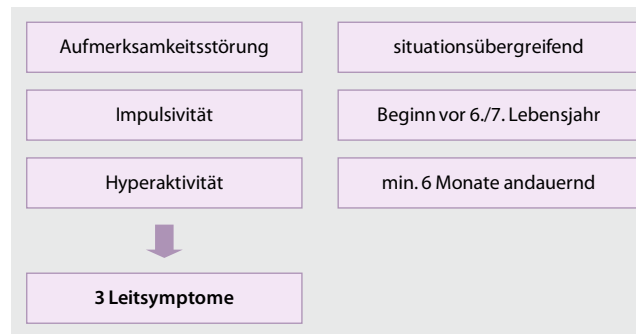 Aufmerksamkeitsstörung
situationsübergreifend
Impulsivität
Beginn vor 6./7. Lebensjahr
Hyperaktivität
min. 6 Monate andauernd
3 Leitsymptome